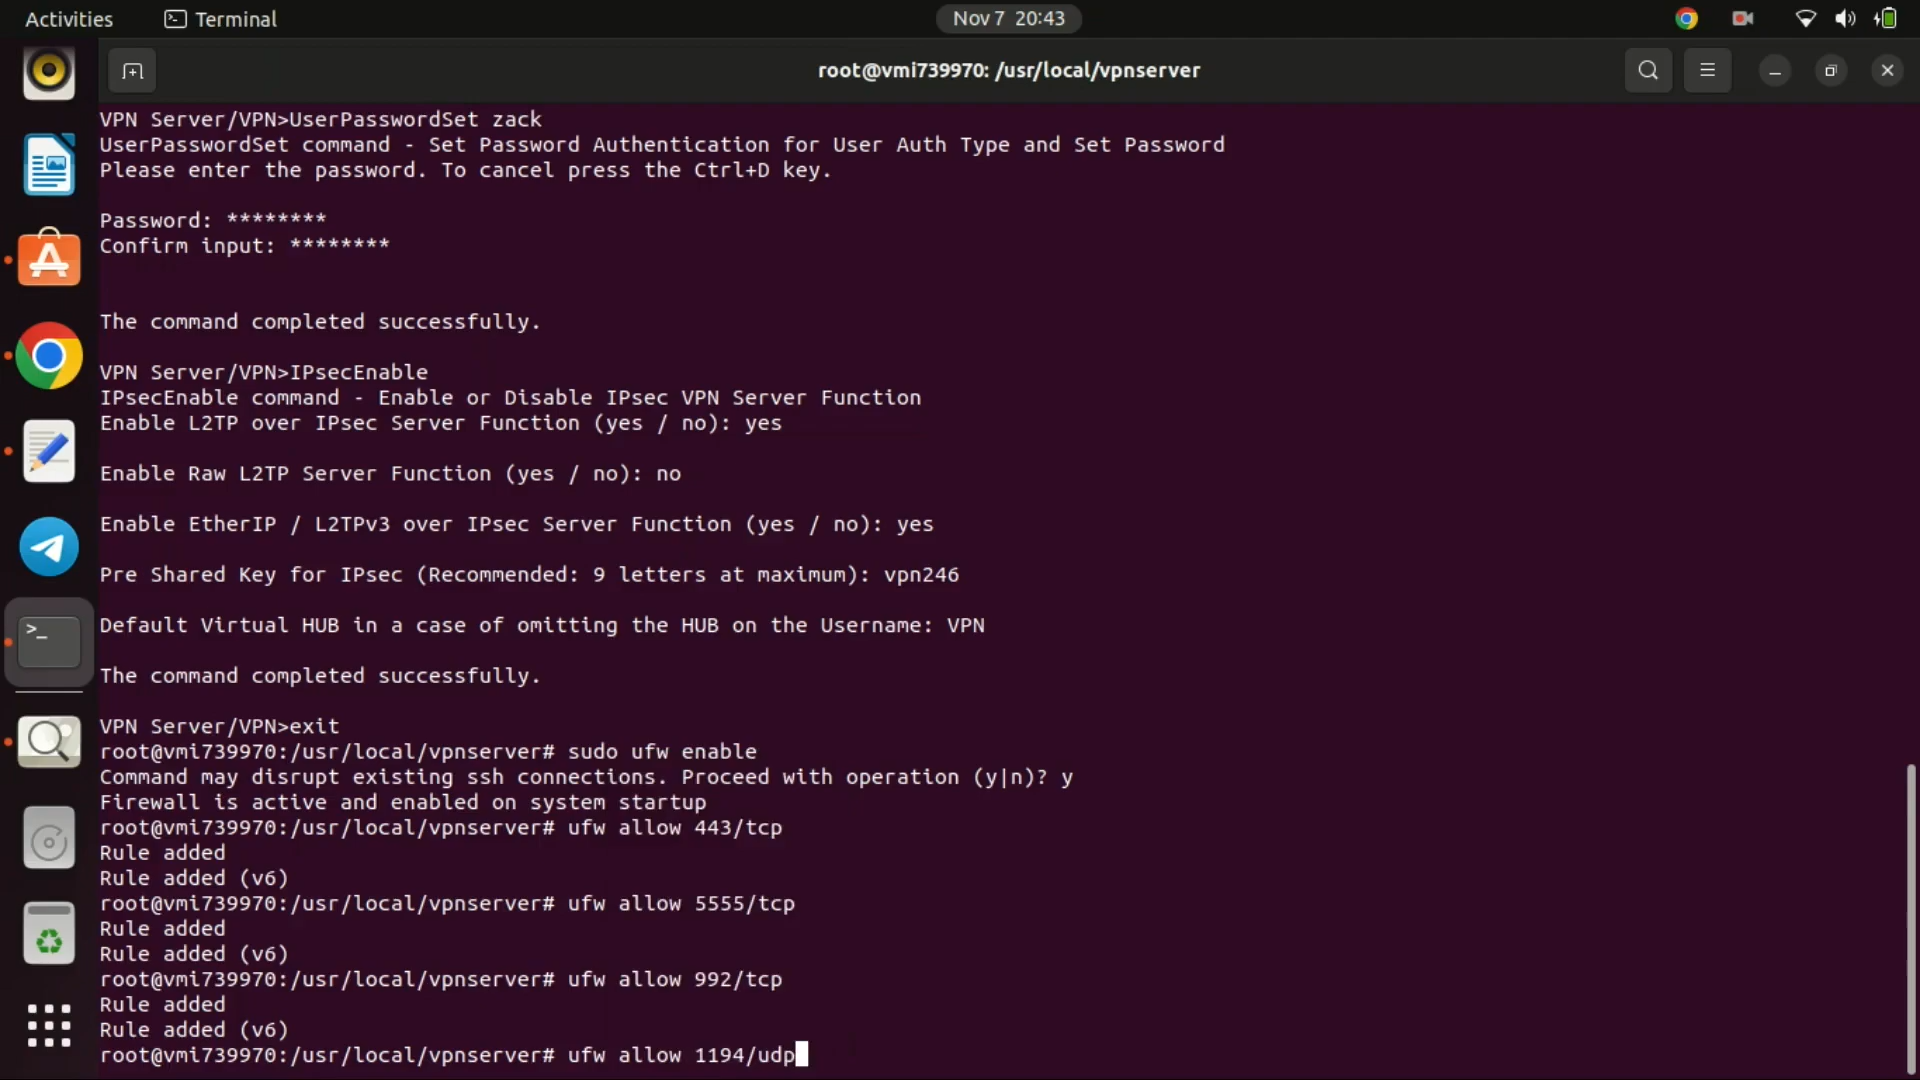 Activities
Terminal
Nov 7 20:43
root@vmi739970: /usr/local/vpnserver
VPN Server/VPN>UserPasswordSet zack
UserPasswordSet command - Set Password Authentication for User Auth Type and Set Password
Please enter the password. To cancel press the Ctrl+D key.
Password: ********
Confirm input: ********
The command completed successfully.
VPN Server/VPN>IPsecEnable
IPsecEnable command - Enable or Disable IPsec VPN Server Function
Enable L2TP over IPsec Server Function (yes / no): yes
Enable Raw L2TP Server Function (yes / no): no
Enable EtherIP / L2TPv3 over IPsec Server Function (yes / no): yes
Pre Shared Key for IPsec (Recommended: 9 letters at maximum): vpn246
Default Virtual HUB in a case of omitting the HUB on the Username: VPN
The command completed successfully.
VPN Server/VPN>exit
root@vmi739970:/usr/local/vpnserver# sudo ufw enable
Command may disrupt existing ssh connections. Proceed with operation (y|n)? y
Firewall is active and enabled on system startup
root@vmi739970:/usr/local/vpnserver# ufw allow 443/tcp
Rule added
Rule added (v6)
root@vmi739970:/usr/local/vpnserver# ufw allow 5555/tcp
Rule added
Rule added (v6)
root@vmi739970:/usr/local/vpnserver# ufw allow 992/tcp
Rule added
Rule added (v6)
root@vmi739970:/usr/local/vpnserver# ufw allow 1194/udp